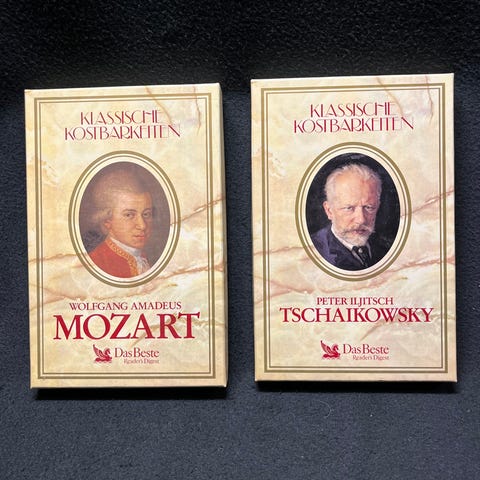 KLASSISCHE
KOSTBARKEITEN
WOLFGANG AMADEUS
MOZART
Das Beste
Reader's Digest
KLASSISCHE
KOSTBARKEITEN
PETER ILJITSCH
TSCHAIKOWSKY
Das Beste
Reader's Digest